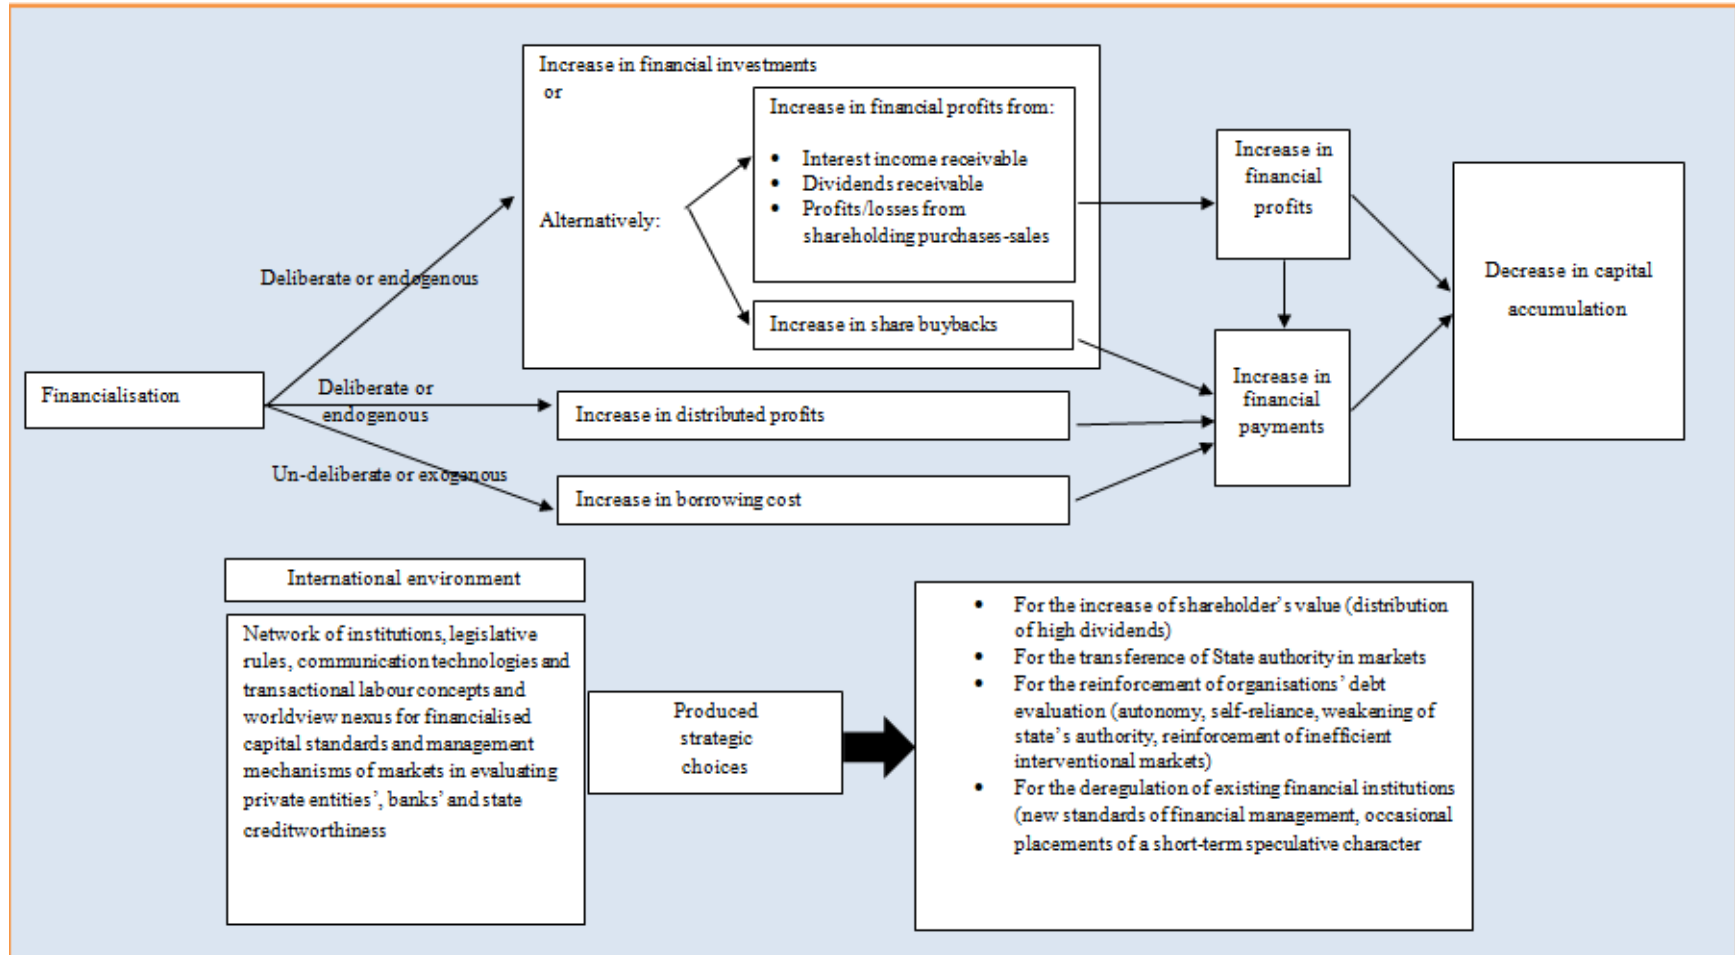 Increase in financial investments
or
Increase in financial profits from:
• Interest income receivable
• Dividends receivable
• Profits/losses from
shareholding purchases-sales
Alternatively:
Increase in share buybacks
Increase in
financial
profits
Decrease in capital
accumulation
Deliberate or endogenous
Financialisation
Deliberate or
endogenous
Increase in distributed profits
Increase in
financial
payments
Un-deliberate or exogenous
Increase in borrowing cost
International environment
Network of institutions, legislative
rules, communication technologies and
transactional labour concepts and
worldview nexus for financialised
capital standards and management
mechanisms of markets in evaluating
private entities’, banks’ and state
creditworthiness
Produced
strategic
choices
• For the increase of shareholder’s value (distribution
of high dividends)
• For the transference of State authority in markets
• For the reinforcement of organisations’ debt
evaluation (autonomy, self-reliance, weakening of
state’s authority, reinforcement of inefficient
interventional markets)
• For the deregulation of existing financial institutions
(new standards of financial management, occasional
placements of a short-term speculative character